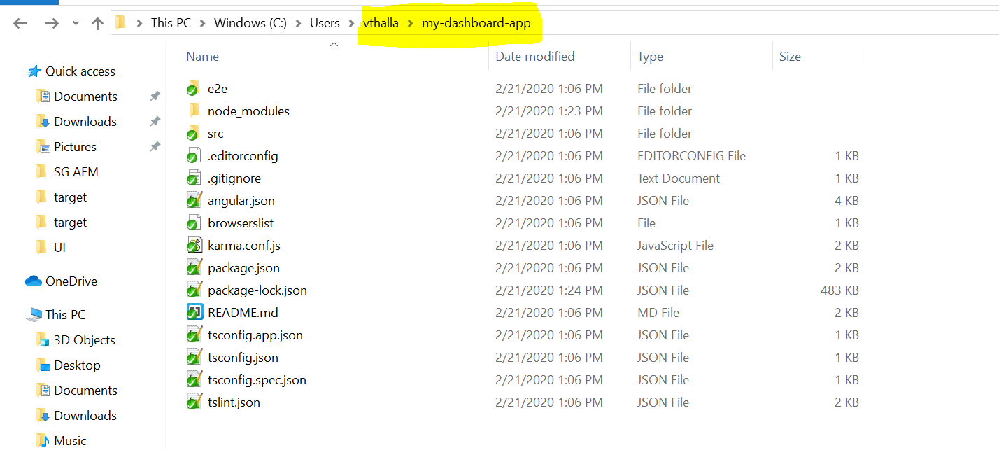 This PC Windows (C:) Users vthalla my-dashboard-app
Name Date modified Type Size
Quick access
Documents
Downloads
Pictures
SG AEM
target
target
UI
OneDrive
This PC
3D Objects
Desktop
Documents
Downloads
Music
e2e 2/21/2020 1:06 PM File folder
node_modules 2/21/2020 1:23 PM File folder
src 2/21/2020 1:06 PM File folder
.editorconfig 2/21/2020 1:06 PM EDITORCONFIG File 1 KB
.gitignore 2/21/2020 1:06 PM Text Document 1 KB
angular.json 2/21/2020 1:06 PM JSON File 4 KB
browserslist 2/21/2020 1:06 PM File 1 KB
karma.conf.js 2/21/2020 1:06 PM JavaScript File 2 KB
package.json 2/21/2020 1:06 PM JSON File 2 KB
package-lock.json 2/21/2020 1:24 PM JSON File 483 KB
README.md 2/21/2020 1:06 PM MD File 2 KB
tsconfig.app.json 2/21/2020 1:06 PM JSON File 1 KB
tsconfig.json 2/21/2020 1:06 PM JSON File 1 KB
tsconfig.spec.json 2/21/2020 1:06 PM JSON File 1 KB
tslint.json 2/21/2020 1:06 PM JSON File 2 KB